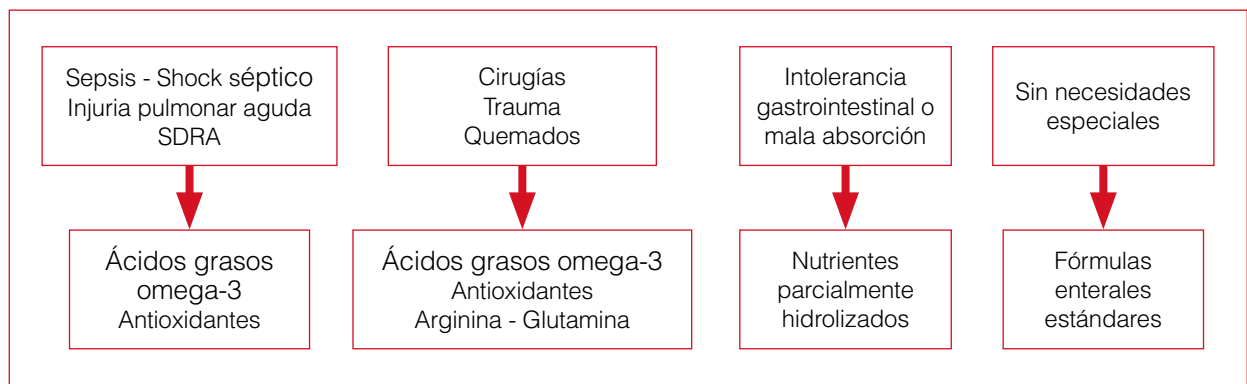 Sepsis - Shock séptico
Injuria pulmonar aguda
SDRA
Cirugías
Trauma
Quemados
Intolerancia
gastrointestinal o
mala absorción
Sin necesidades
especiales
Ácidos grasos
omega-3
Antioxidantes
Ácidos grasos omega-3
Antioxidantes
Arginina - Glutamina
Nutrientes
parcialmente
hidrolizados
Fórmulas
enterales
estándares